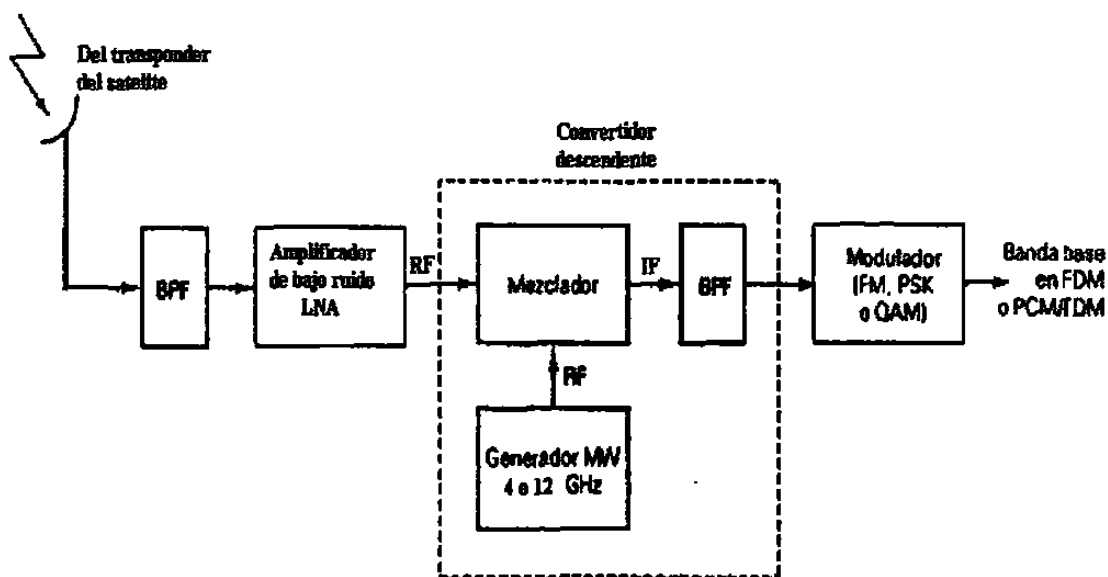 Del transponder
del satelite
Convertidor
descendente
BPF
Amplificador
de bajo ruido
LNA
RF
Mezclador
IF
BPF
Modulador
(FM, PSK
o QAM)
Banda base
en FDM
o PCM/TDM
RF
Generador MW
4 o 12 GHz